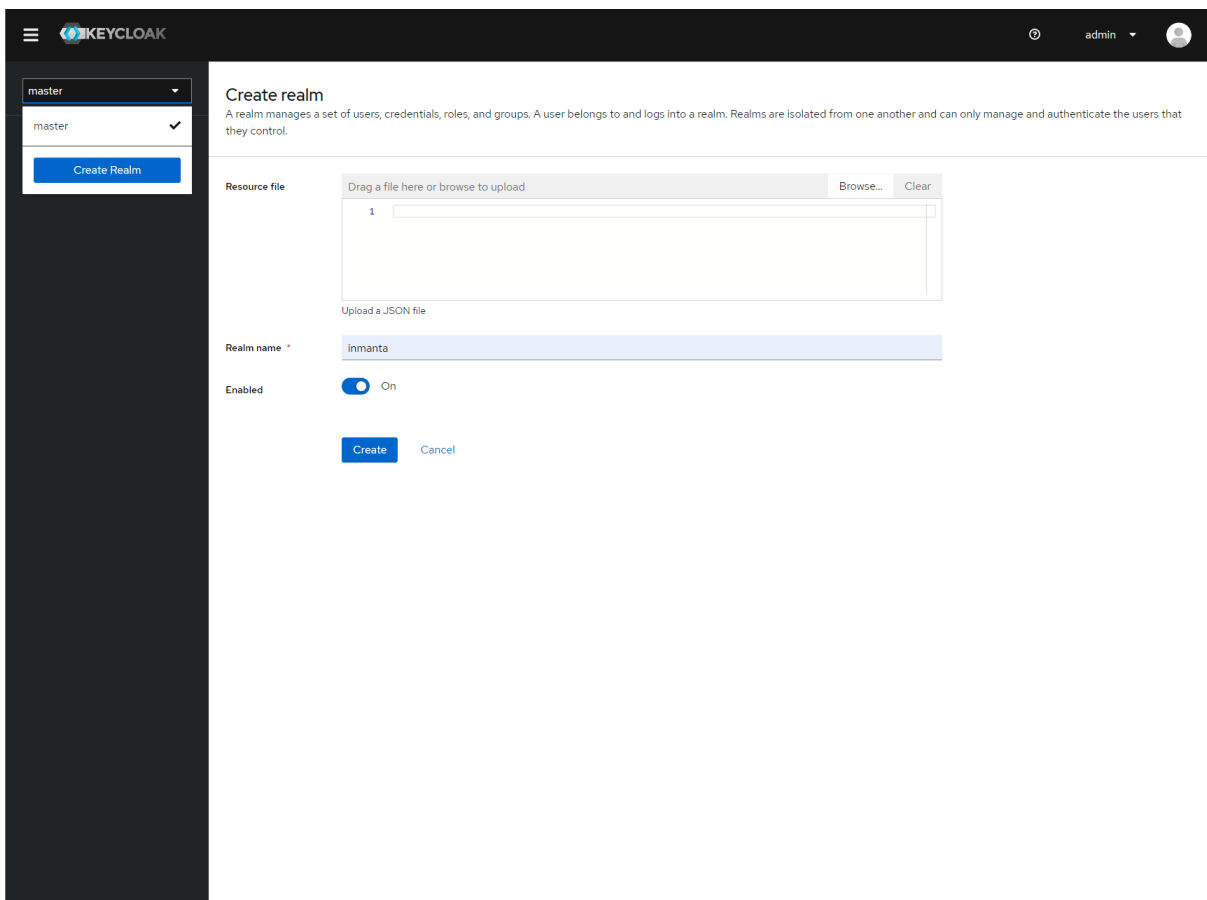 KEYCLOAK
admin
master
master
Create Realm
Create realm
A realm manages a set of users, credentials, roles, and groups. A user belongs to and logs into a realm. Realms are isolated from one another and can only manage and authenticate the users that
they control.
Resource file
Drag a file here or browse to upload
Browse...
Clear
1
Upload a JSON file
Realm name *
inmanta
Enabled
On
Create
Cancel